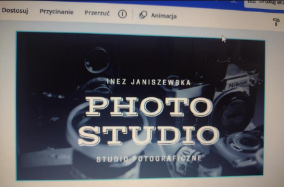 Dostosuj Przycinanie Przerzuć Animacja
INEZ JANISZEWSKA
PHOTO
STUDIO
STUDIO FOTOGRAFICZNE